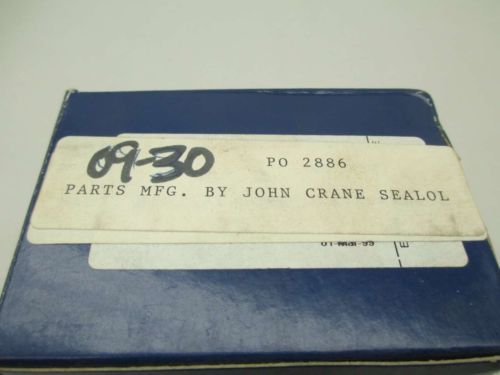 09-30 PO 2886
PARTS MFG. BY JOHN CRANE SEALOL